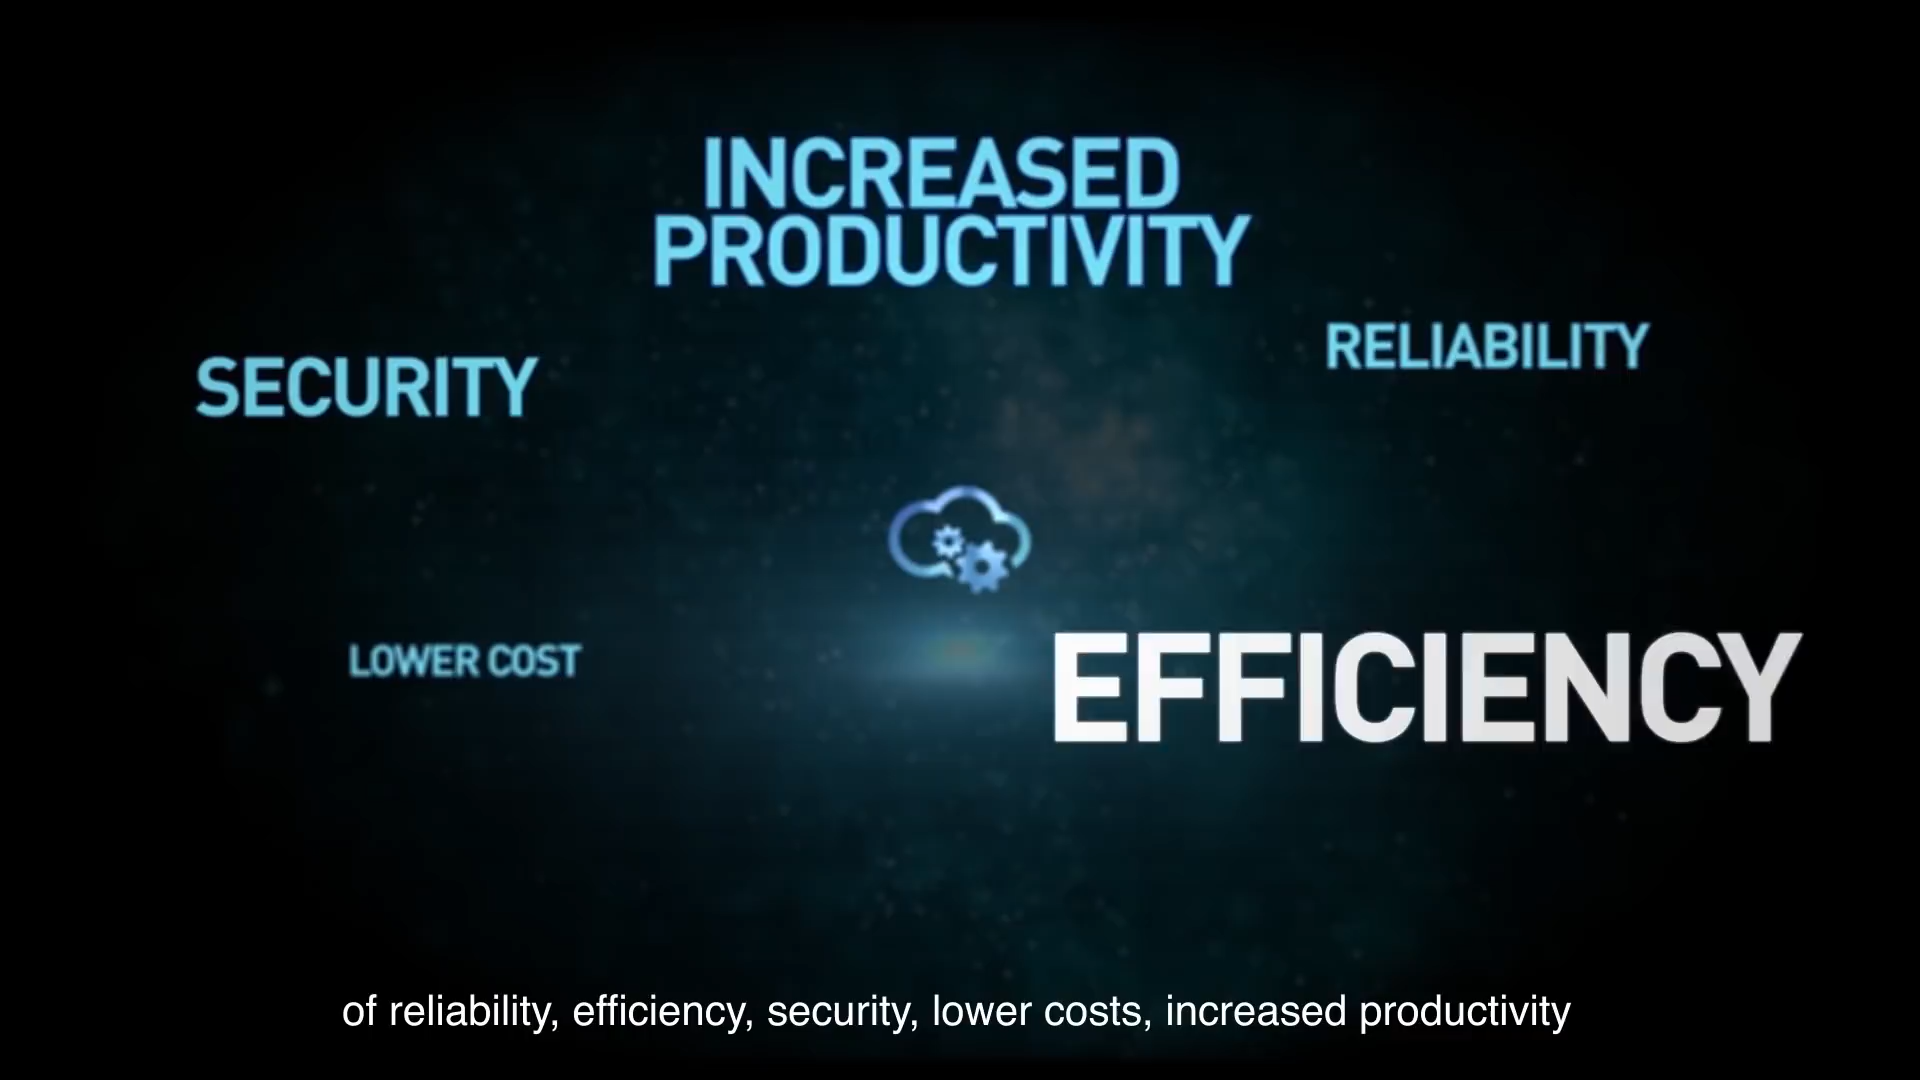 INCREASED
PRODUCTIVITY
RELIABILITY
SECURITY
LOWER COST
EFFICIENCY
of reliability, efficiency, security, lower costs, increased productivity